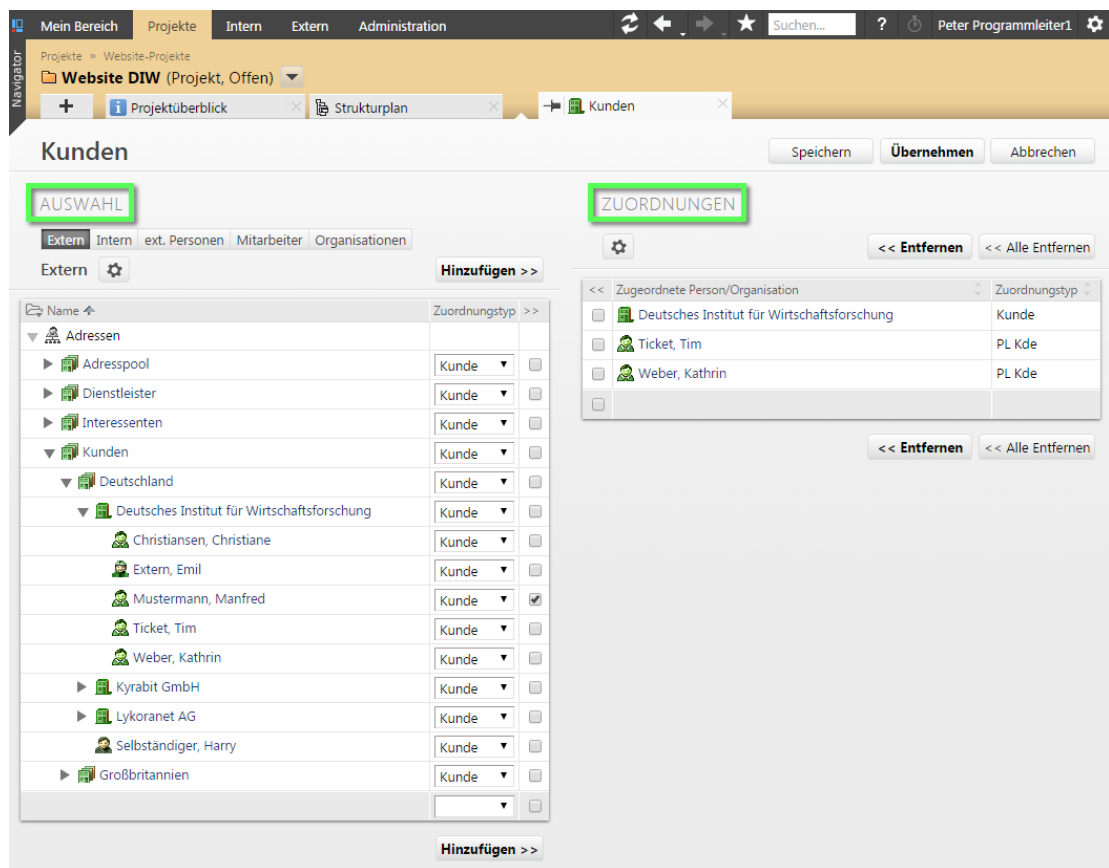 Mein Bereich Projekte Intern Extern Administration Suchen... ? Peter Programmleiter1
Navigator
Projekte » Website-Projekte
Website DIW (Projekt, Offen)
+ Projektüberblick Strukturplan Kunden
Kunden Speichern Übernehmen Abbrechen
AUSWAHL ZUORDNUNGEN
Extern Intern ext. Personen Mitarbeiter Organisationen
<< Entfernen << Alle Entfernen
Extern Hinzufügen >>
<< Zugeordnete Person/Organisation Zuordnungstyp
Deutsches Institut für Wirtschaftsforschung Kunde
Ticket, Tim PL Kde
Weber, Kathrin PL Kde
<< Entfernen << Alle Entfernen
Name Zuordnungstyp >>
Adressen
Adresspool Kunde
Dienstleister Kunde
Interessenten Kunde
Kunden Kunde
Deutschland Kunde
Deutsches Institut für Wirtschaftsforschung Kunde
Christiansen, Christiane Kunde
Extern, Emil Kunde
Mustermann, Manfred Kunde
Ticket, Tim Kunde
Weber, Kathrin Kunde
Kyrabit GmbH Kunde
Lykoranet AG Kunde
Selbständiger, Harry Kunde
Großbritannien Kunde
Hinzufügen >>